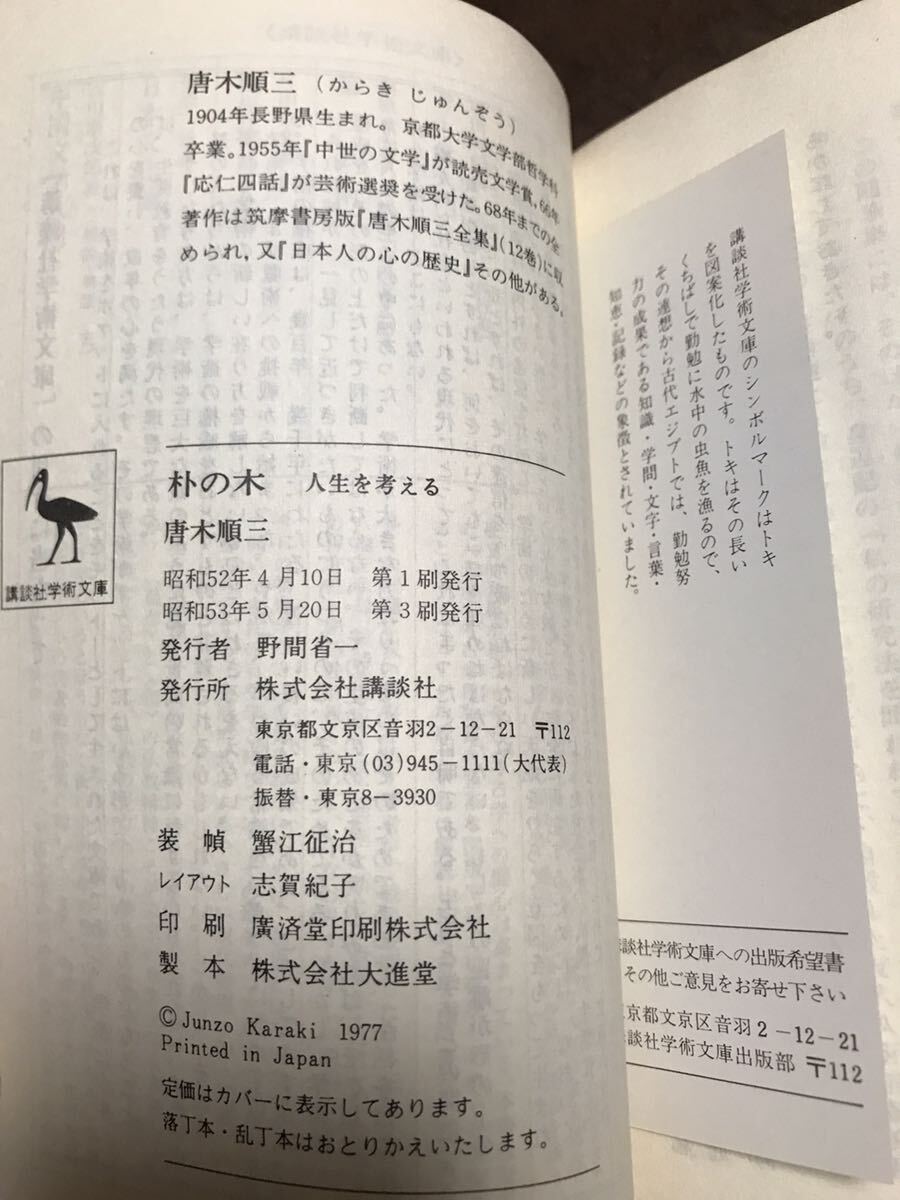 唐木順三（からき じゅんぞう）
1904年長野県生まれ。京都大学文学部哲学科
卒業。1955年『中世の文学』が読売文学賞，66年
『応仁四話』が芸術選奨を受けた。68年までの全
著作は筑摩書房版『唐木順三全集』（12巻）に収
められ，又『日本人の心の歴史』その他がある。
講談社学術文庫
朴の木 人生を考える
唐木順三
昭和52年4月10日 第1刷発行
昭和53年5月20日 第3刷発行
発行者 野間省一
発行所 株式会社講談社
東京都文京区音羽2-12-21 〒112
電話・東京(03)945-1111(大代表)
振替・東京8-3930
装幀 蟹江征治
レイアウト 志賀紀子
印刷 廣済堂印刷株式会社
製本 株式会社大進堂
© Junzo Karaki 1977
Printed in Japan
定価はカバーに表示してあります。
落丁本・乱丁本はおとりかえいたします。
講談社学術文庫のシンボルマークはトキ
を図案化したものです。トキはその長い
くちばしで勤勉に水中の虫魚を漁るので、
その連想から古代エジプトでは、勤勉努
力の成果である知識・学問・文字・言葉・
知恵・記録などの象徴とされていました。
談社学術文庫への出版希望書
その他ご意見をお寄せ下さい
京都文京区音羽2-12-21
談社学術文庫出版部 〒112